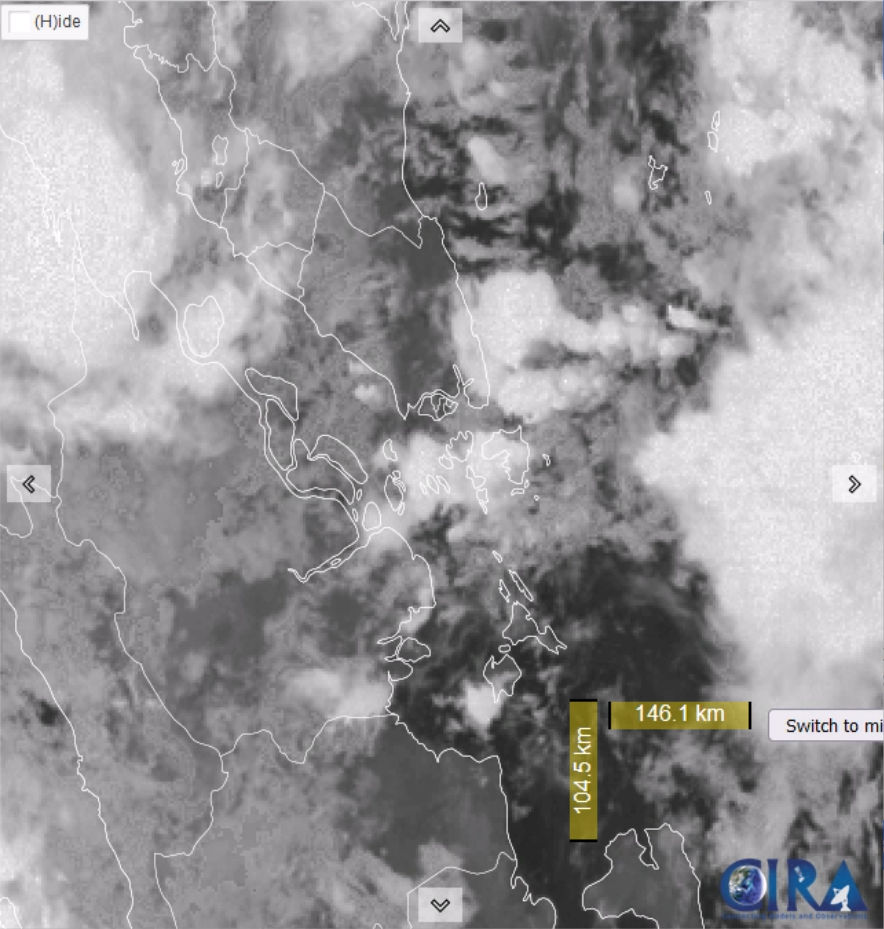 (H)ide
146.1 km
Switch to mi
104.5 km
CIRA